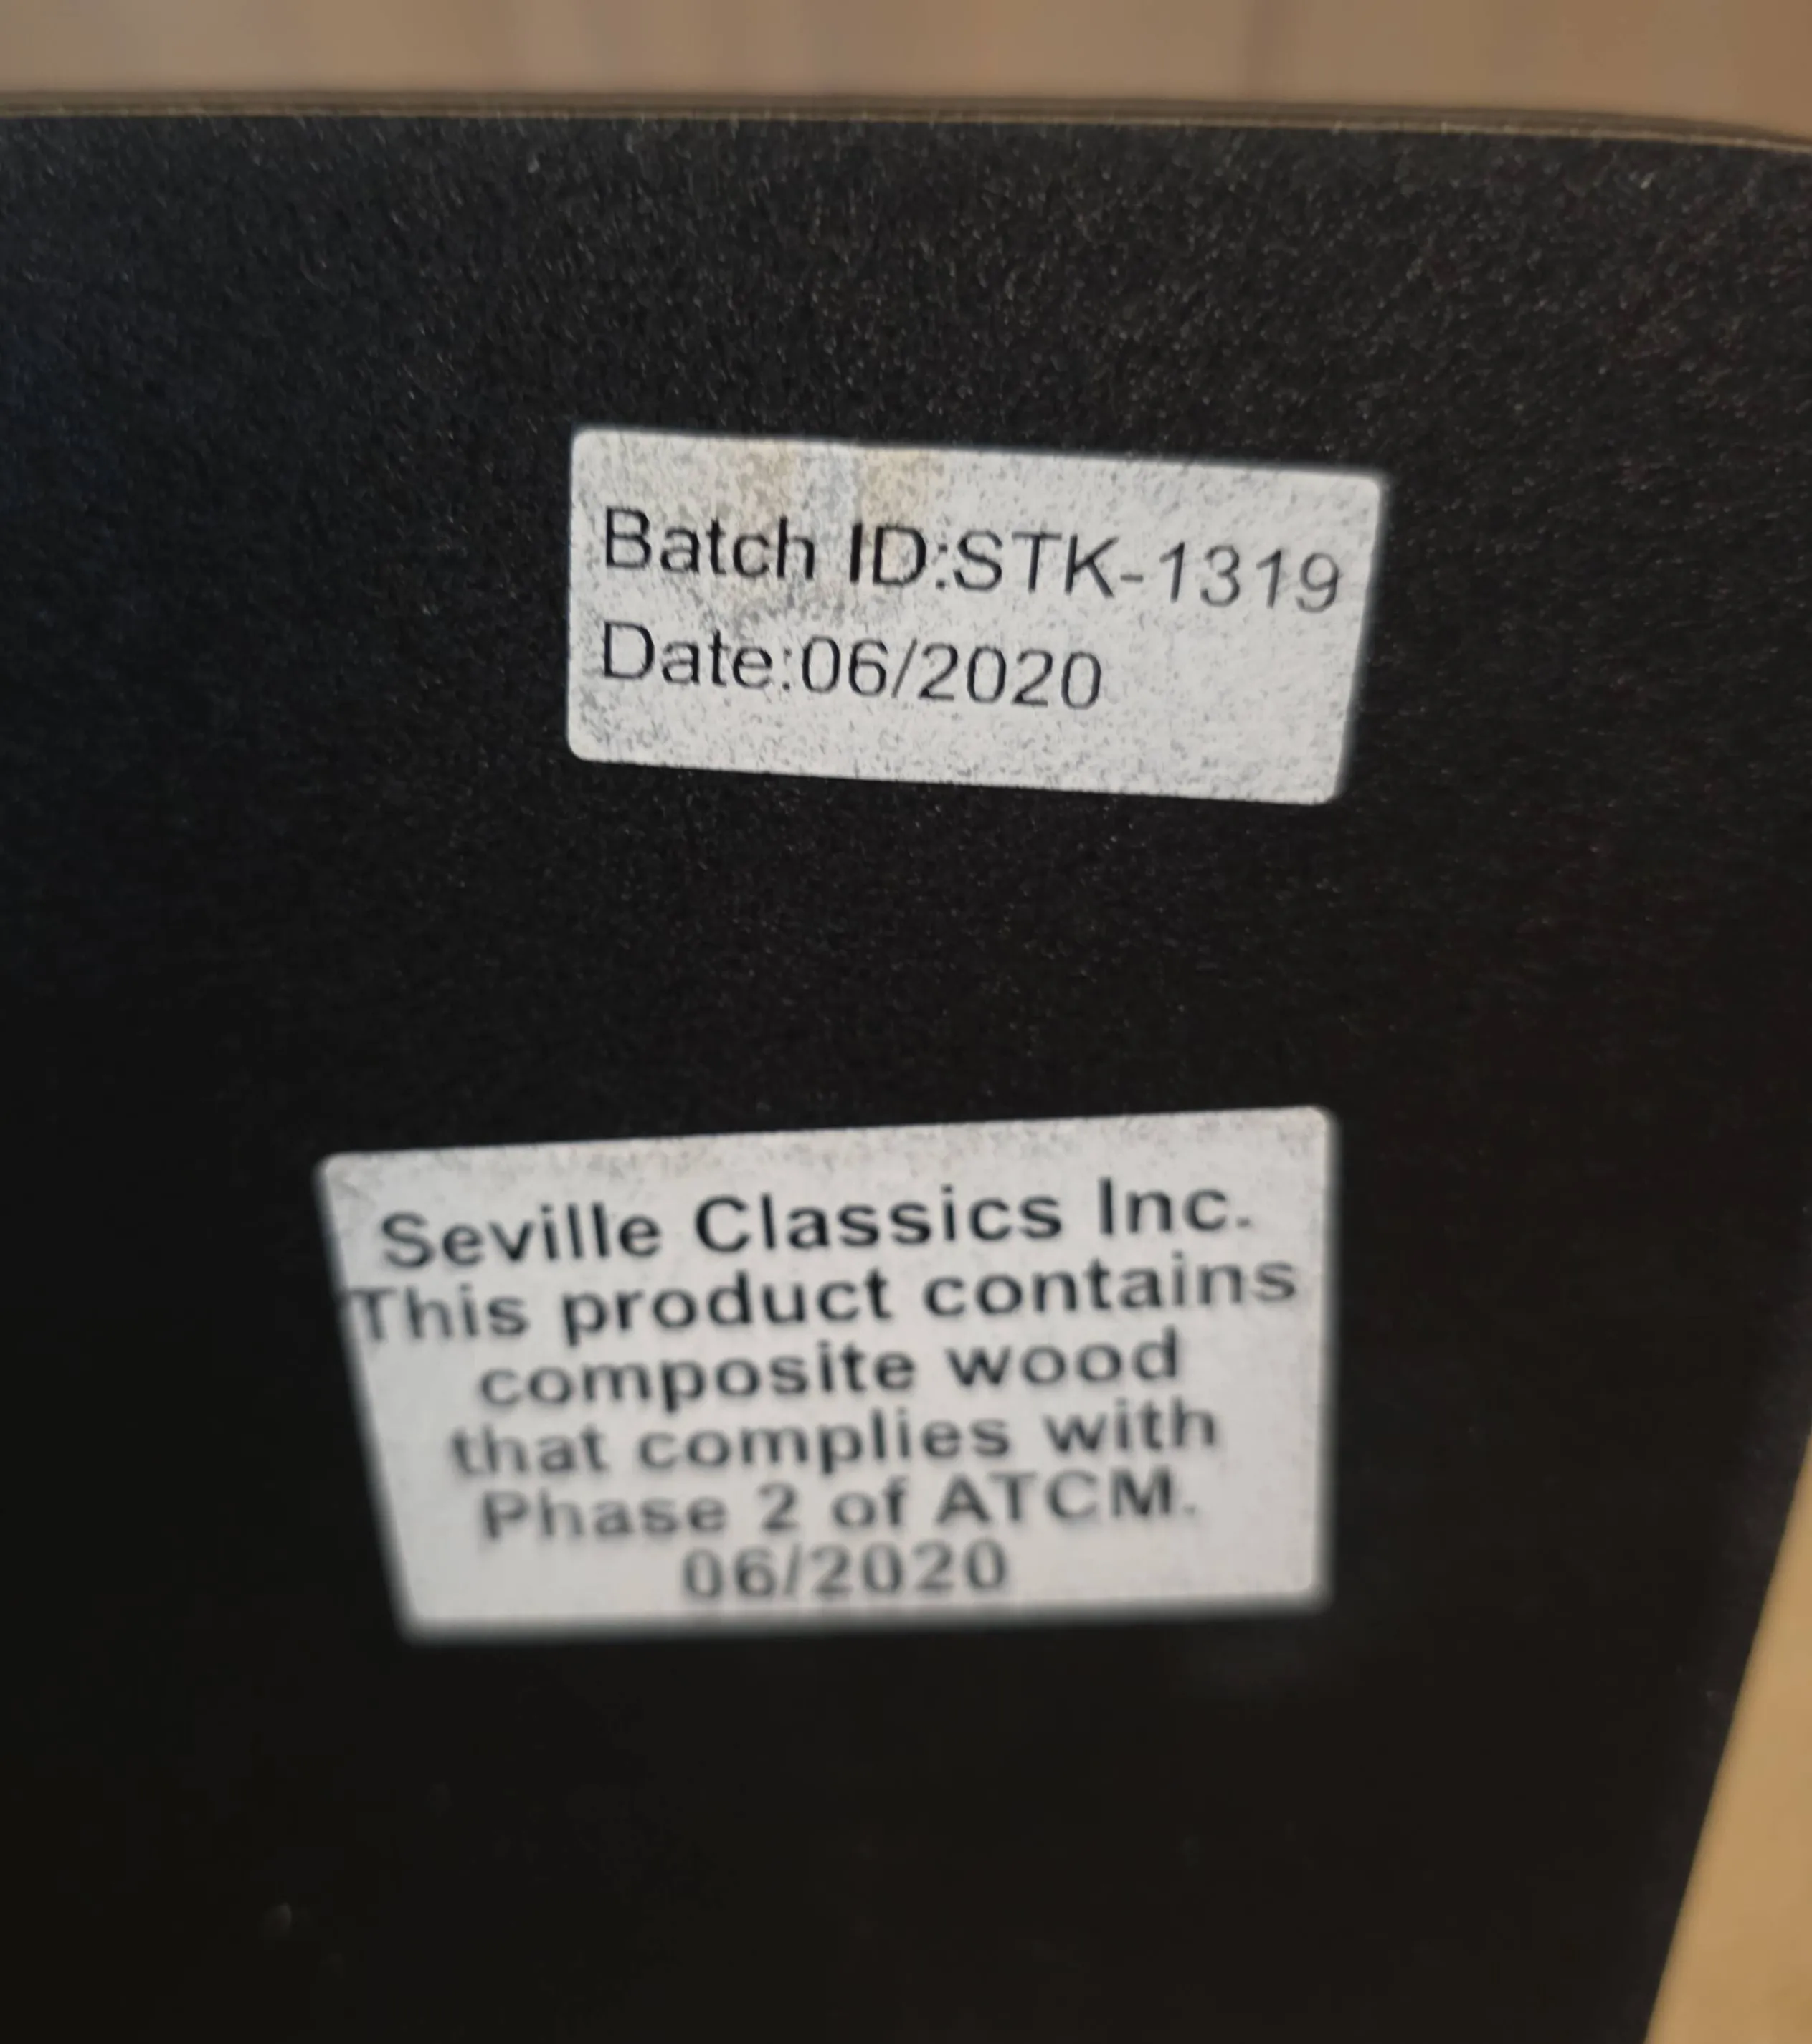 Batch ID:STK-1319
Date:06/2020
Seville Classics Inc.
This product contains
composite wood
that complies with
Phase 2 of ATCM.
06/2020